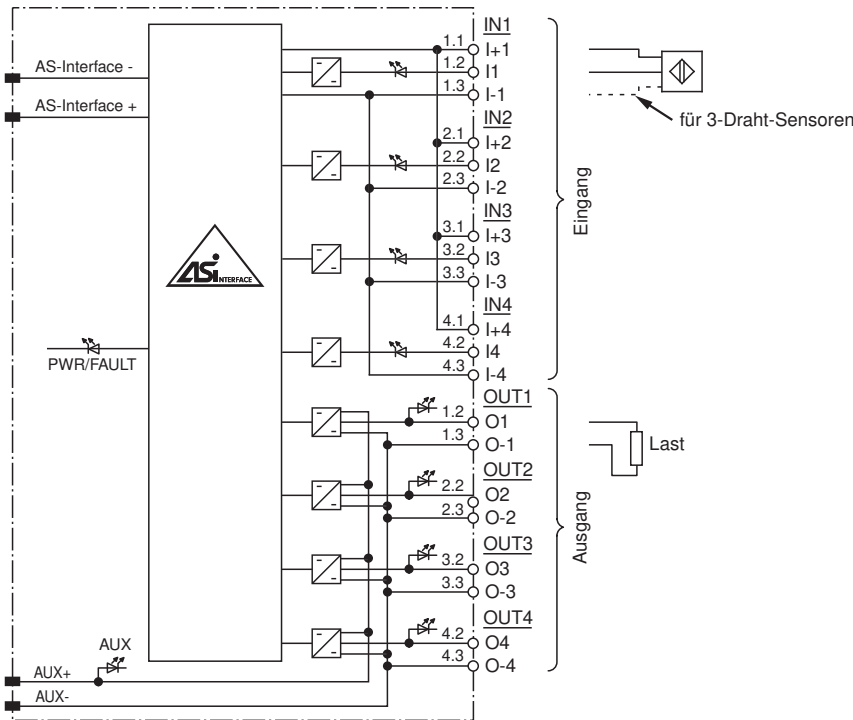 IN1
1.1 I+1
AS-Interface -
1.2 I1
1.3 I-1
AS-Interface +
für 3-Draht-Sensoren
IN2
2.1 I+2
2.2 I2
2.3 I-2
Eingang
IN3
3.1 I+3
3.2 I3
3.3 I-3
ASi INTERFACE
IN4
4.1 I+4
4.2 I4
4.3 I-4
PWR/FAULT
OUT1
1.2 O1
1.3 O-1
Last
OUT2
2.2 O2
2.3 O-2
Ausgang
OUT3
3.2 O3
3.3 O-3
OUT4
4.2 O4
4.3 O-4
AUX
AUX+
AUX-